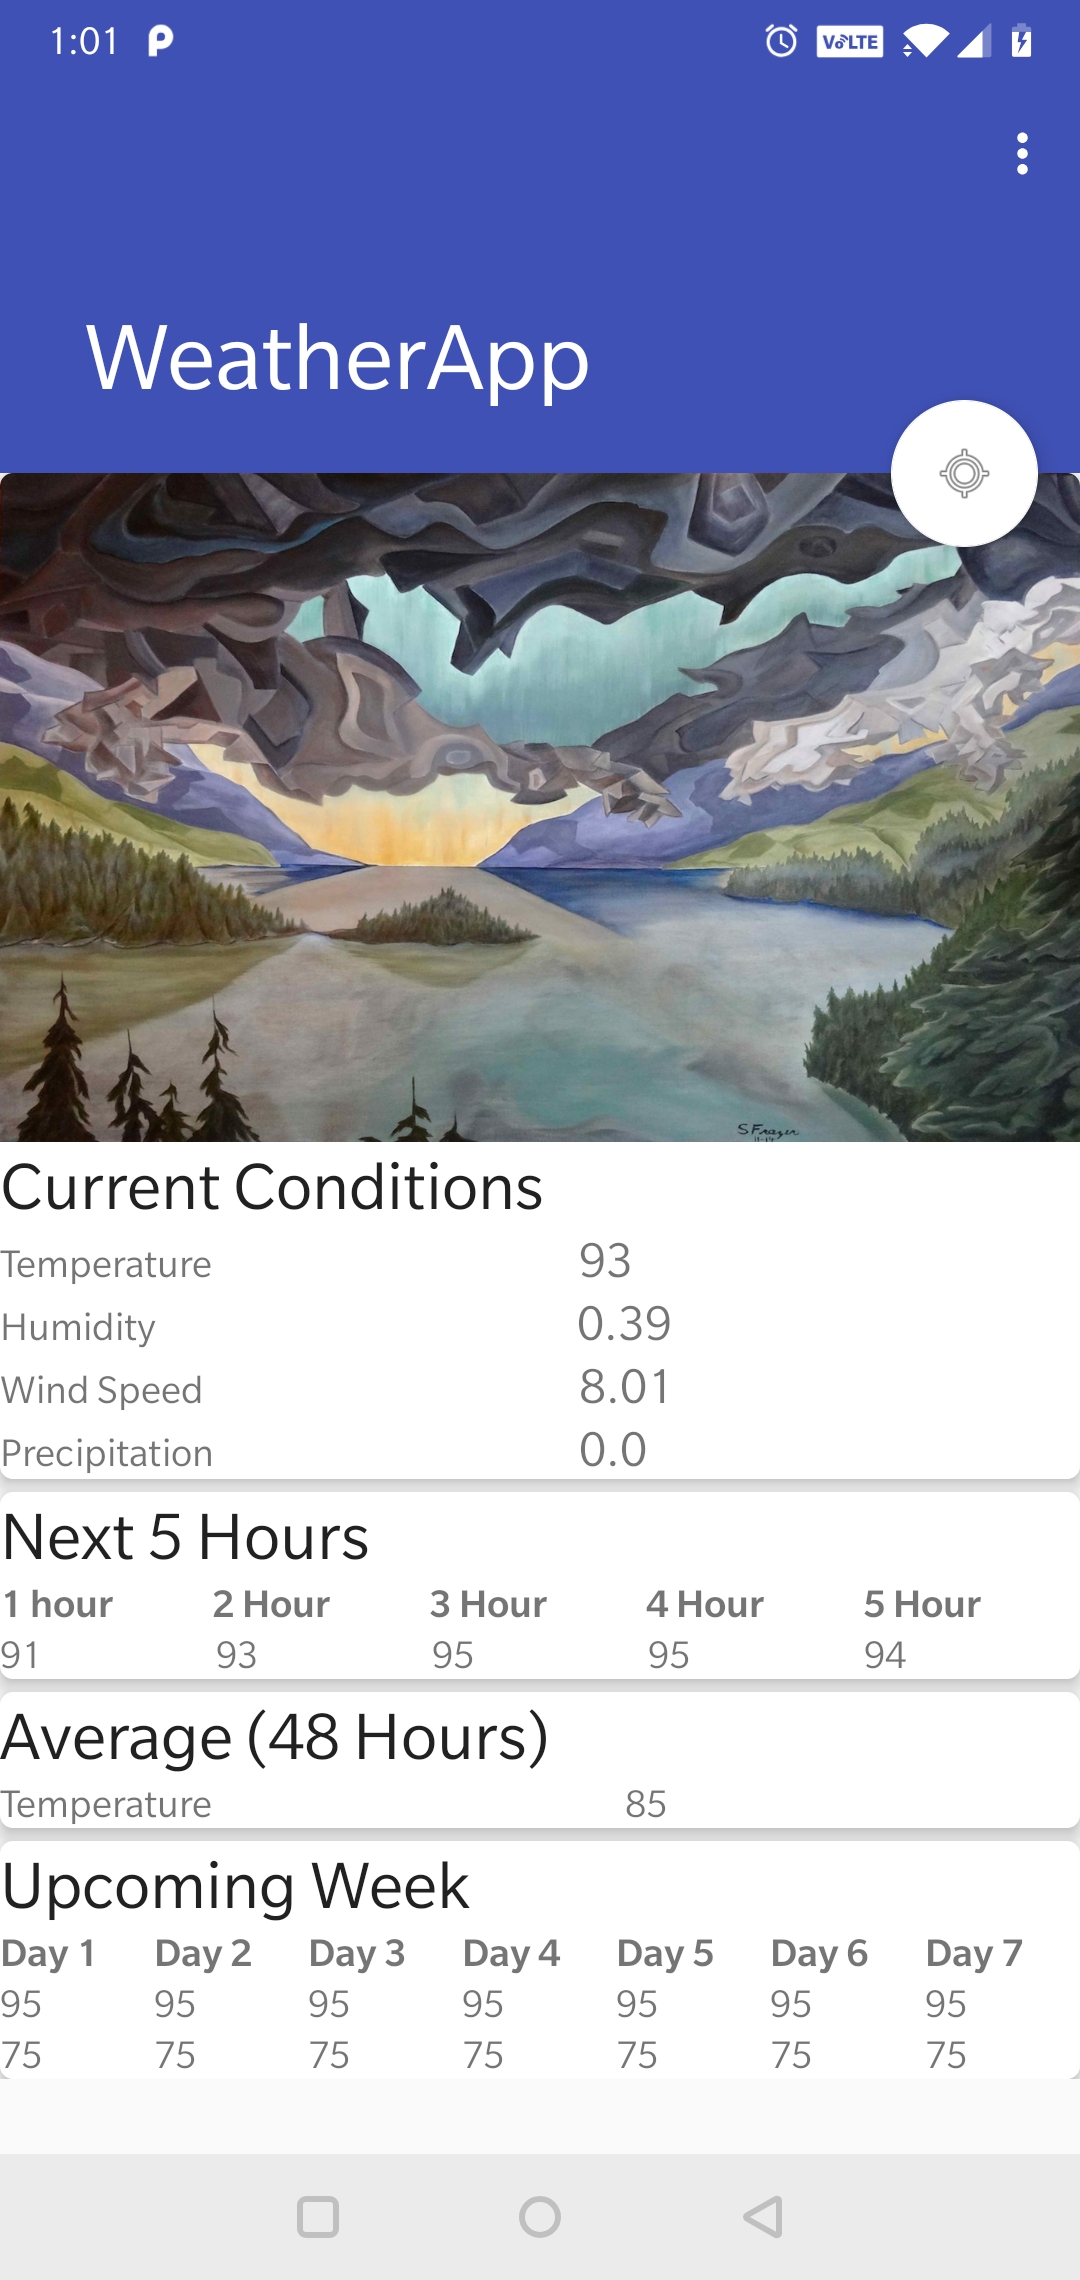 1:01
VoLTE
WeatherApp
S Frazer
Current Conditions
Temperature 93
Humidity 0.39
Wind Speed 8.01
Precipitation 0.0
Next 5 Hours
1 hour 2 Hour 3 Hour 4 Hour 5 Hour
91 93 95 95 94
Average (48 Hours)
Temperature 85
Upcoming Week
Day 1 Day 2 Day 3 Day 4 Day 5 Day 6 Day 7
95 95 95 95 95 95 95
75 75 75 75 75 75 75